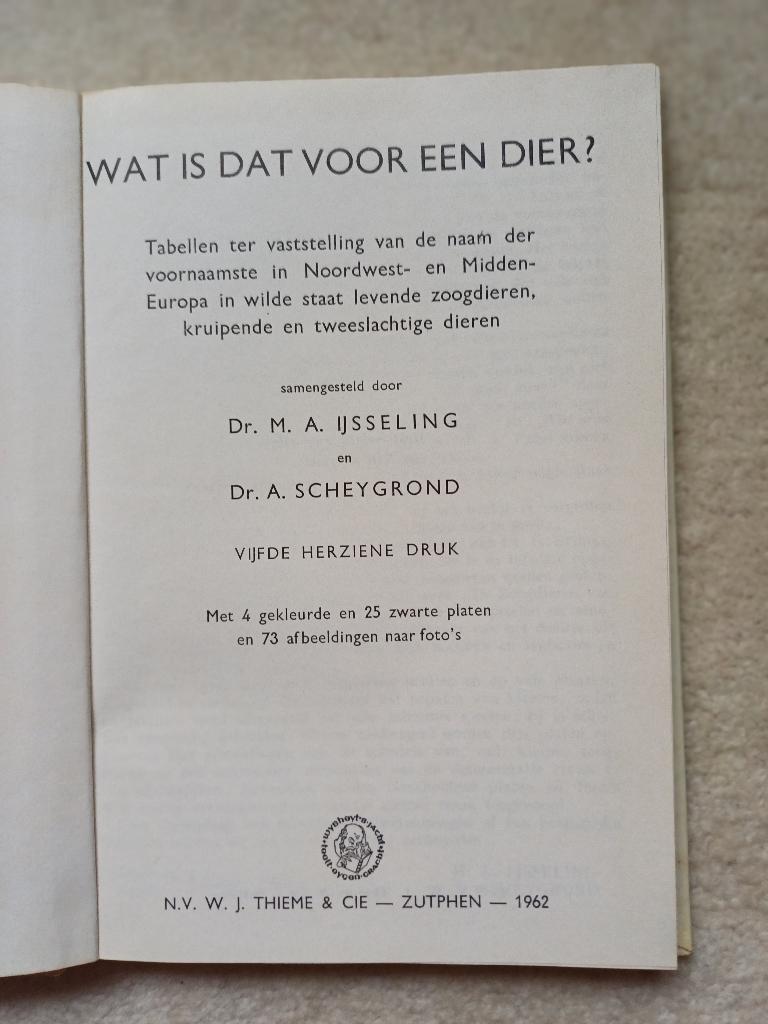 WAT IS DAT VOOR EEN DIER?
Tabellen ter vaststelling van de naam der
voornaamste in Noordwest- en Midden-
Europa in wilde staat levende zoogdieren,
kruipende en tweeslachtige dieren
samengesteld door
Dr. M. A. IJSSELING
en
Dr. A. SCHEYGROND
VIJFDE HERZIENE DRUK
Met 4 gekleurde en 25 zwarte platen
en 73 afbeeldingen naar foto's
N.V. W. J. THIEME & CIE — ZUTPHEN — 1962